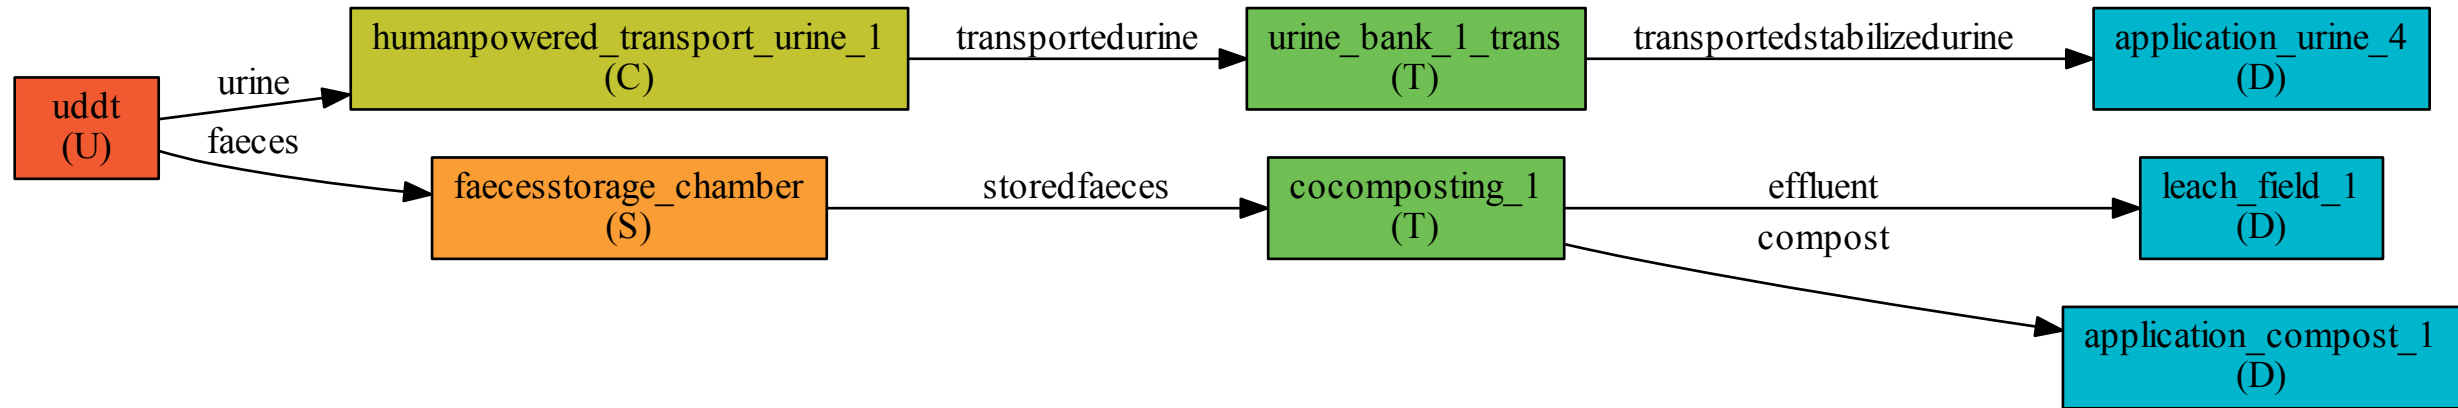 uddt
(U)
urine
faeces
humanpowered_transport_urine_1
(C)
transportedurine
urine_bank_1_trans
(T)
transportedstabilizedurine
application_urine_4
(D)
faecesstorage_chamber
(S)
storedfaeces
cocomposting_1
(T)
effluent
leach_field_1
(D)
compost
application_compost_1
(D)